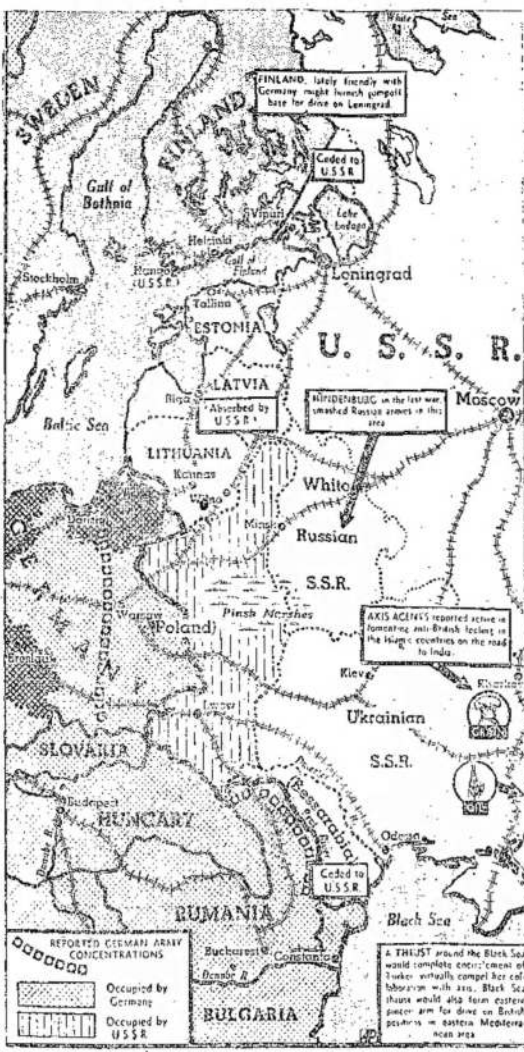 White Sea
SWEDEN
FINLAND, lately friendly with
Germany might furnish jumpoff
base for drive on Leningrad.
FINLAND
Ceded to
U.S.S.R.
Gulf of
Bothnia
Viipuri
Lake
Ladoga
Helsinki
Gulf of
Finland
Hango
(U.S.S.R.)
Stockholm
Leningrad
Tallinn
ESTONIA
U. S. S. R.
LATVIA
Riga
Absorbed by
U.S.S.R.
HINDENBURG in the last war,
smashed Russian armies in this
area
Moscow
Baltic Sea
LITHUANIA
Kaunas
Wilno
White
Danzig
Minsk
Russian
S.S.R.
Pinsk Marshes
Warsaw
(Poland)
AXIS AGENTS reported active in
fomenting anti-British feeling in
the Islamic countries on the road
to India.
Breslau
Kiev
Kharkov
Lwow
Ukrainian
GRAIN
SLOVAKIA
S.S.R.
OIL
Budapest
(Bessarabia)
HUNGARY
Danube R.
Odessa
Ceded to
U.S.S.R.
RUMANIA
Black Sea
REPORTED GERMAN ARMY
CONCENTRATIONS
Bucharest
Constanta
Danube R.
Occupied by
Germany
Occupied by
U.S.S.R.
BULGARIA
A THRUST around the Black Sea
would complete encirclement of
Turkey virtually compel her col-
laboration with axis. Black Sea
thrust would also form eastern
pincer arm for drive on British
positions in eastern Mediterra-
nean area